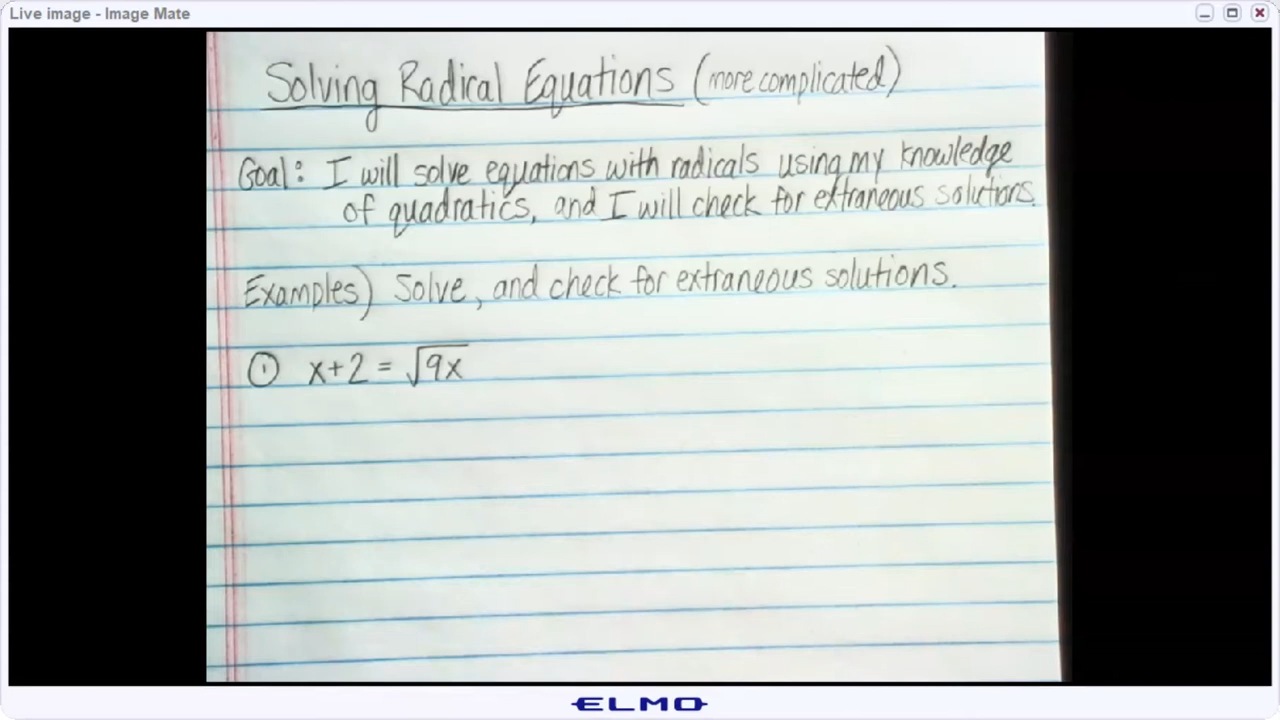 Live image - Image Mate
Solving Radical Equations (more complicated)
Goal: I will solve equations with radicals using my knowledge
of quadratics, and I will check for extraneous solutions.
Examples) Solve, and check for extraneous solutions.
① x+2 = √9x
ELMO